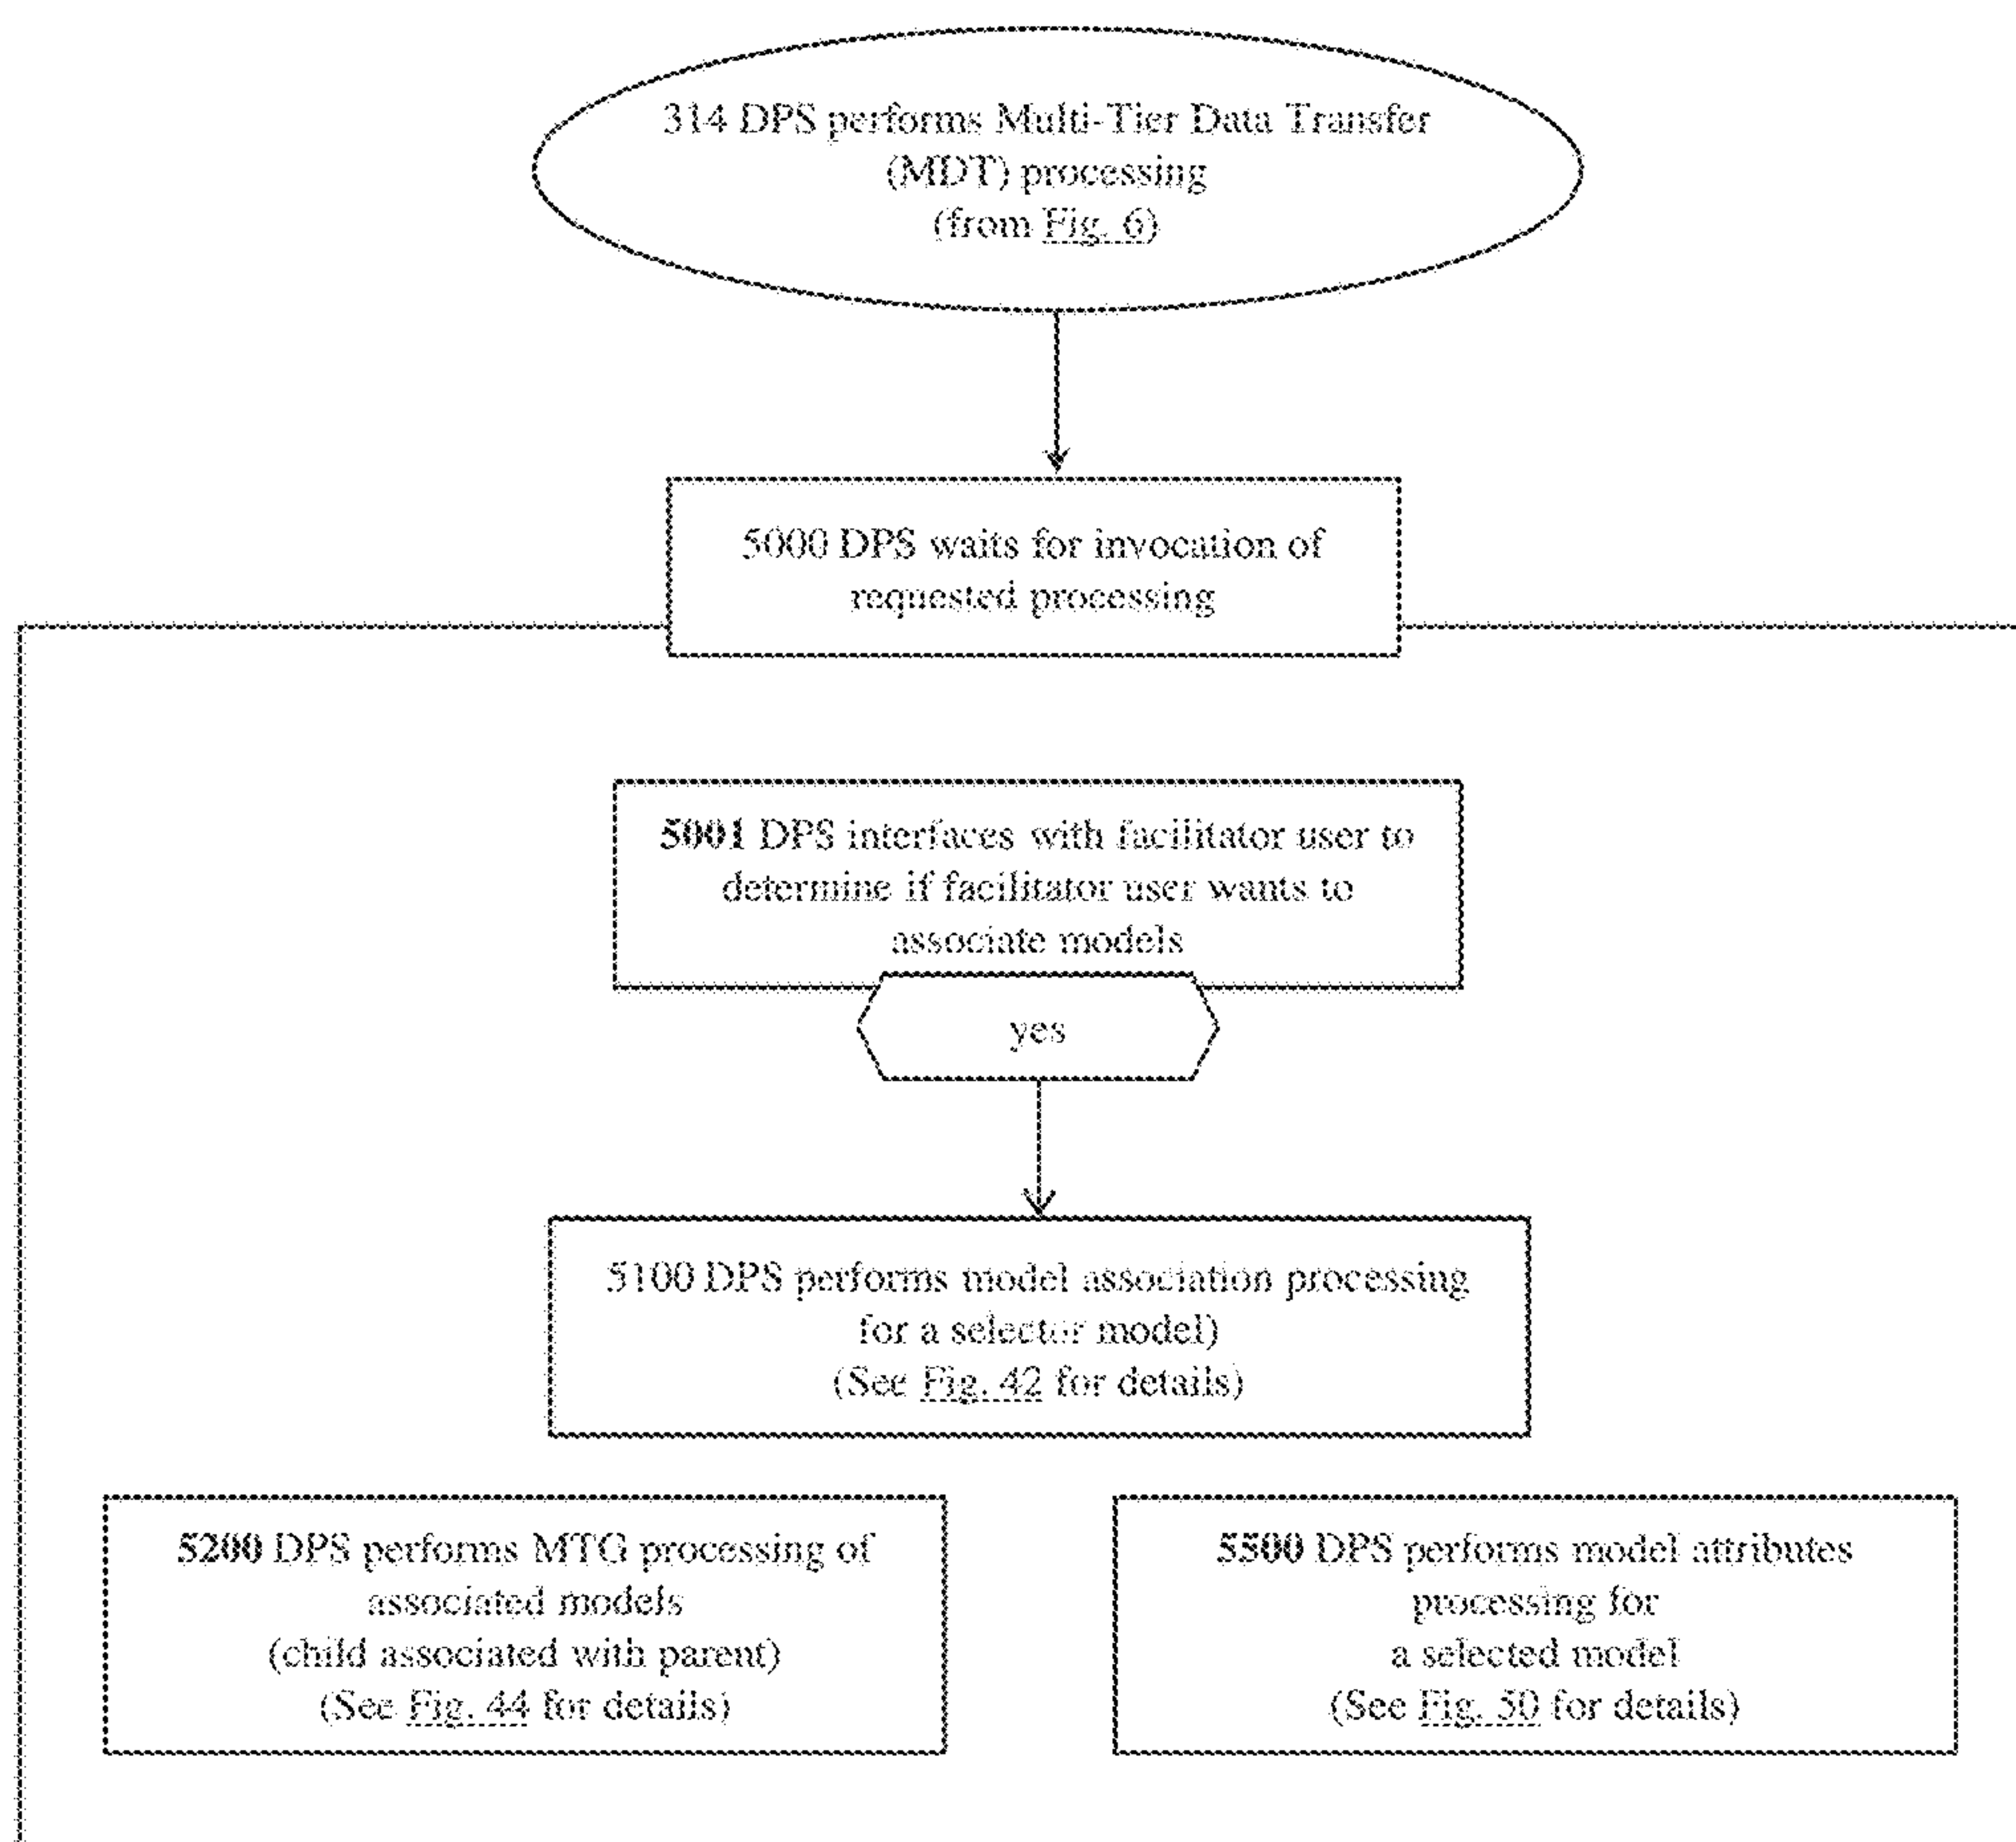 314 DPS performs Multi-Tier Data Transfer
(MDT) processing
(from Fig. 6)
5000 DPS waits for invocation of
requested processing
5001 DPS interfaces with facilitator user to
determine if facilitator user wants to
associate models
yes
5100 DPS performs model association processing
for a selector model)
(See Fig. 42 for details)
5200 DPS performs MTG processing of
associated models
(child associated with parent)
(See Fig. 44 for details)
5500 DPS performs model attributes
processing for
a selected model
(See Fig. 50 for details)